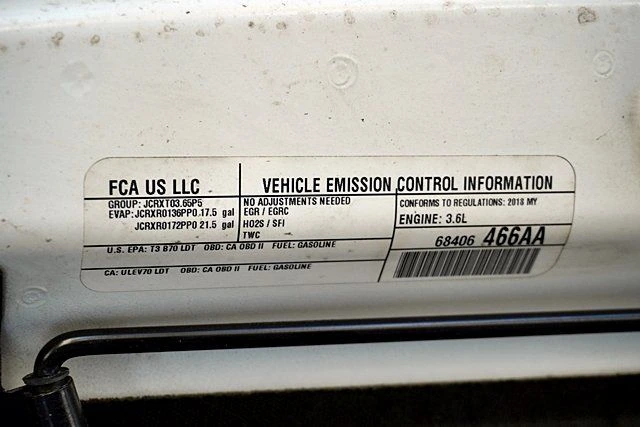 FCA US LLC
VEHICLE EMISSION CONTROL INFORMATION
GROUP: JCRXT03.65P5
EVAP: JCRXR0136PP0 17.5 gal
JCRXR0172PP0 21.5 gal
NO ADJUSTMENTS NEEDED
EGR / EGRC
HO2S / SFI
TWC
CONFORMS TO REGULATIONS: 2018 MY
ENGINE: 3.6L
U.S. EPA: T3 B70 LDT OBD: CA OBD II FUEL: GASOLINE
CA: ULEV70 LDT OBD: CA OBD II FUEL: GASOLINE
68406 466AA